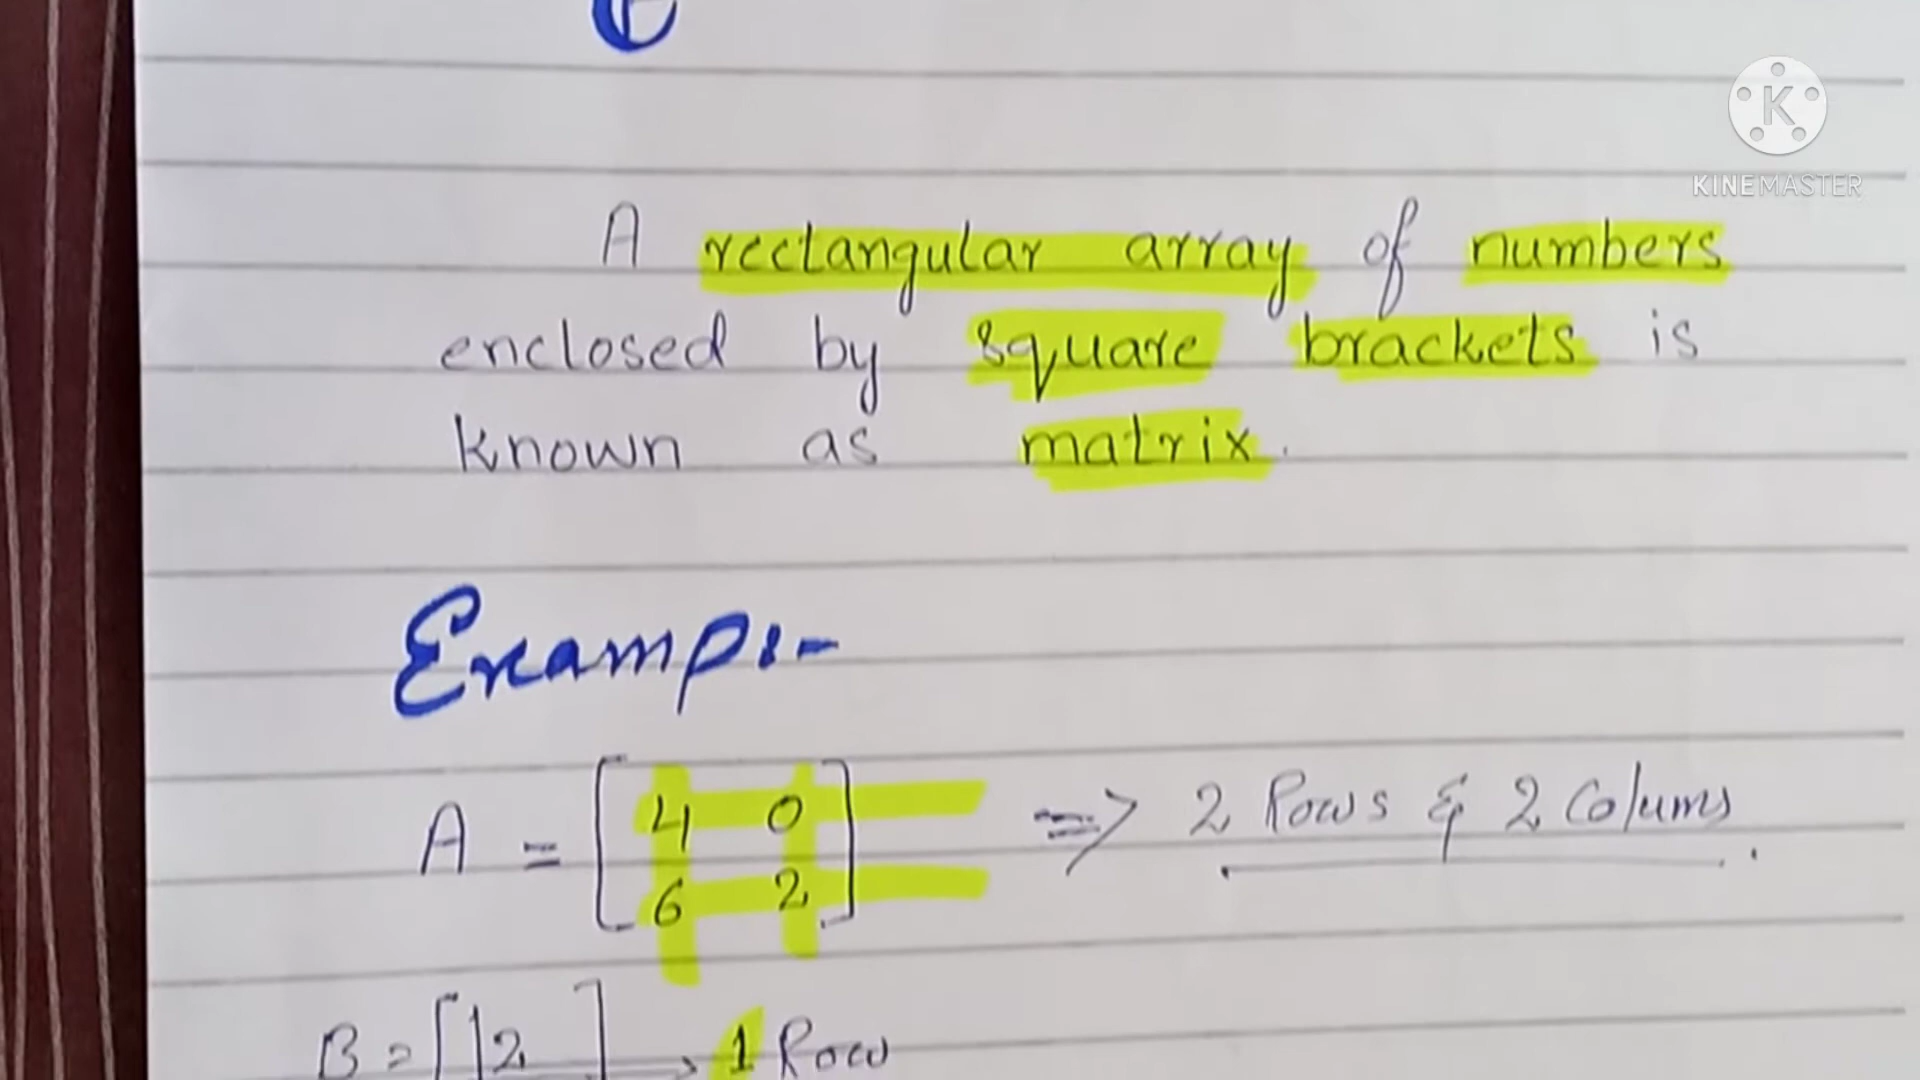 KINEMASTER
A rectangular array of numbers
enclosed by square brackets is
known as matrix.
Examp:-
A = [4 0
6 2] => 2 Rows & 2 Colums.
B = [12 ] → 1 Row